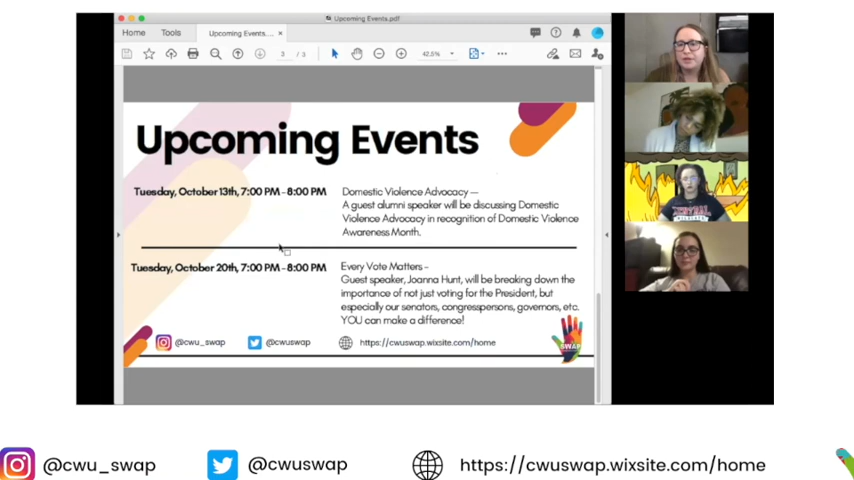 Upcoming Events.pdf
Home Tools Upcoming Events.... ×
3 / 3 42.5%
Upcoming Events
Tuesday, October 13th, 7:00 PM - 8:00 PM
Domestic Violence Advocacy —
A guest alumni speaker will be discussing Domestic
Violence Advocacy in recognition of Domestic Violence
Awareness Month.
Tuesday, October 20th, 7:00 PM - 8:00 PM
Every Vote Matters –
Guest speaker, Joanna Hunt, will be breaking down the
importance of not just voting for the President, but
especially our senators, congresspersons, governors, etc.
YOU can make a difference!
@cwu_swap @cwuswap https://cwuswap.wixsite.com/home
SWAP
CENTRAL
@cwu_swap @cwuswap https://cwuswap.wixsite.com/home